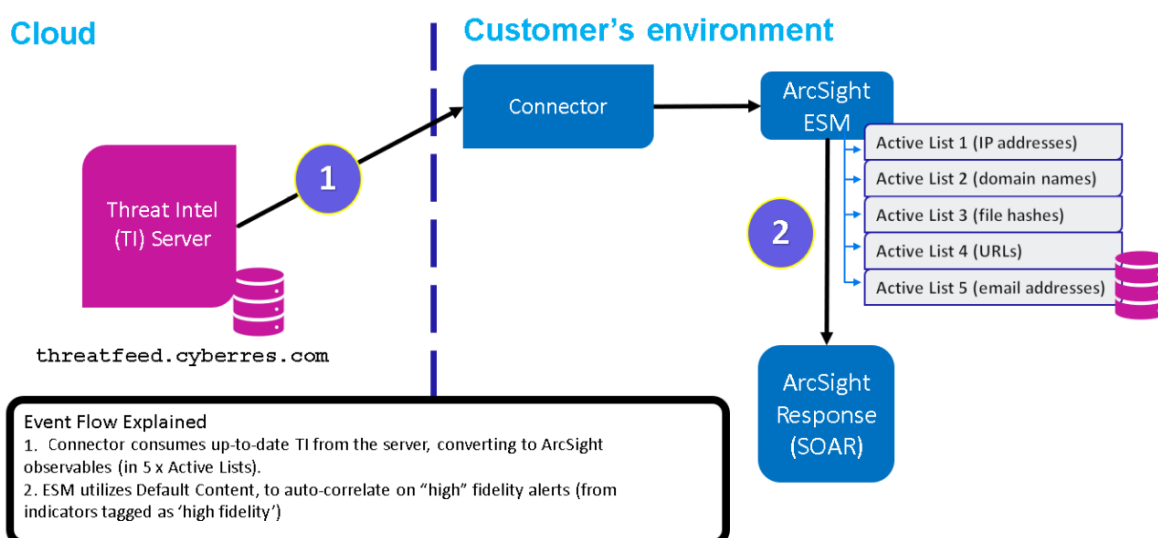 Cloud
Customer's environment
Connector
ArcSight
ESM
Active List 1 (IP addresses)
Active List 2 (domain names)
Active List 3 (file hashes)
Active List 4 (URLs)
Active List 5 (email addresses)
1
Threat Intel
(TI) Server
2
threatfeed.cyberres.com
ArcSight
Response
(SOAR)
Event Flow Explained
1. Connector consumes up-to-date TI from the server, converting to ArcSight
observables (in 5 x Active Lists).
2. ESM utilizes Default Content, to auto-correlate on “high” fidelity alerts (from
indicators tagged as ‘high fidelity’)